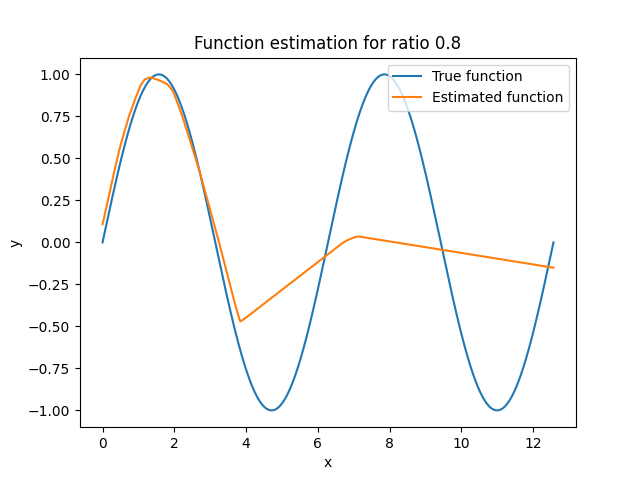 Function estimation for ratio 0.8
True function
Estimated function
1.00
0.75
0.50
0.25
0.00
−0.25
−0.50
−0.75
−1.00
y
0 2 4 6 8 10 12
x